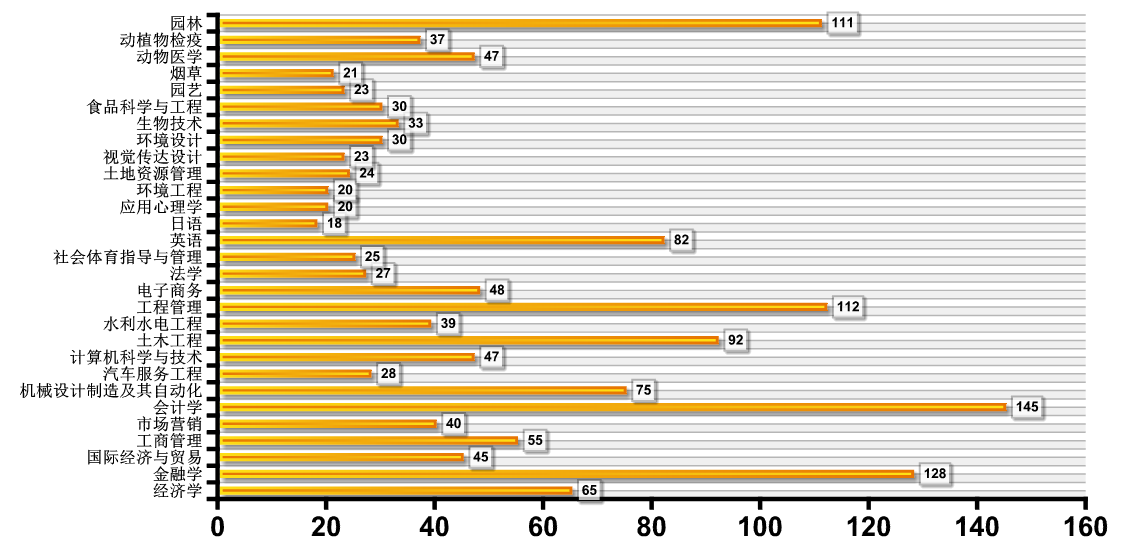 园林 111
动植物检疫 37
动物医学 47
烟草 21
园艺 23
食品科学与工程 30
生物技术 33
环境设计 30
视觉传达设计 23
土地资源管理 24
环境工程 20
应用心理学 20
日语 18
英语 82
社会体育指导与管理 25
法学 27
电子商务 48
工程管理 112
水利水电工程 39
土木工程 92
计算机科学与技术 47
汽车服务工程 28
机械设计制造及其自动化 75
会计学 145
市场营销 40
工商管理 55
国际经济与贸易 45
金融学 128
经济学 65
0 20 40 60 80 100 120 140 160